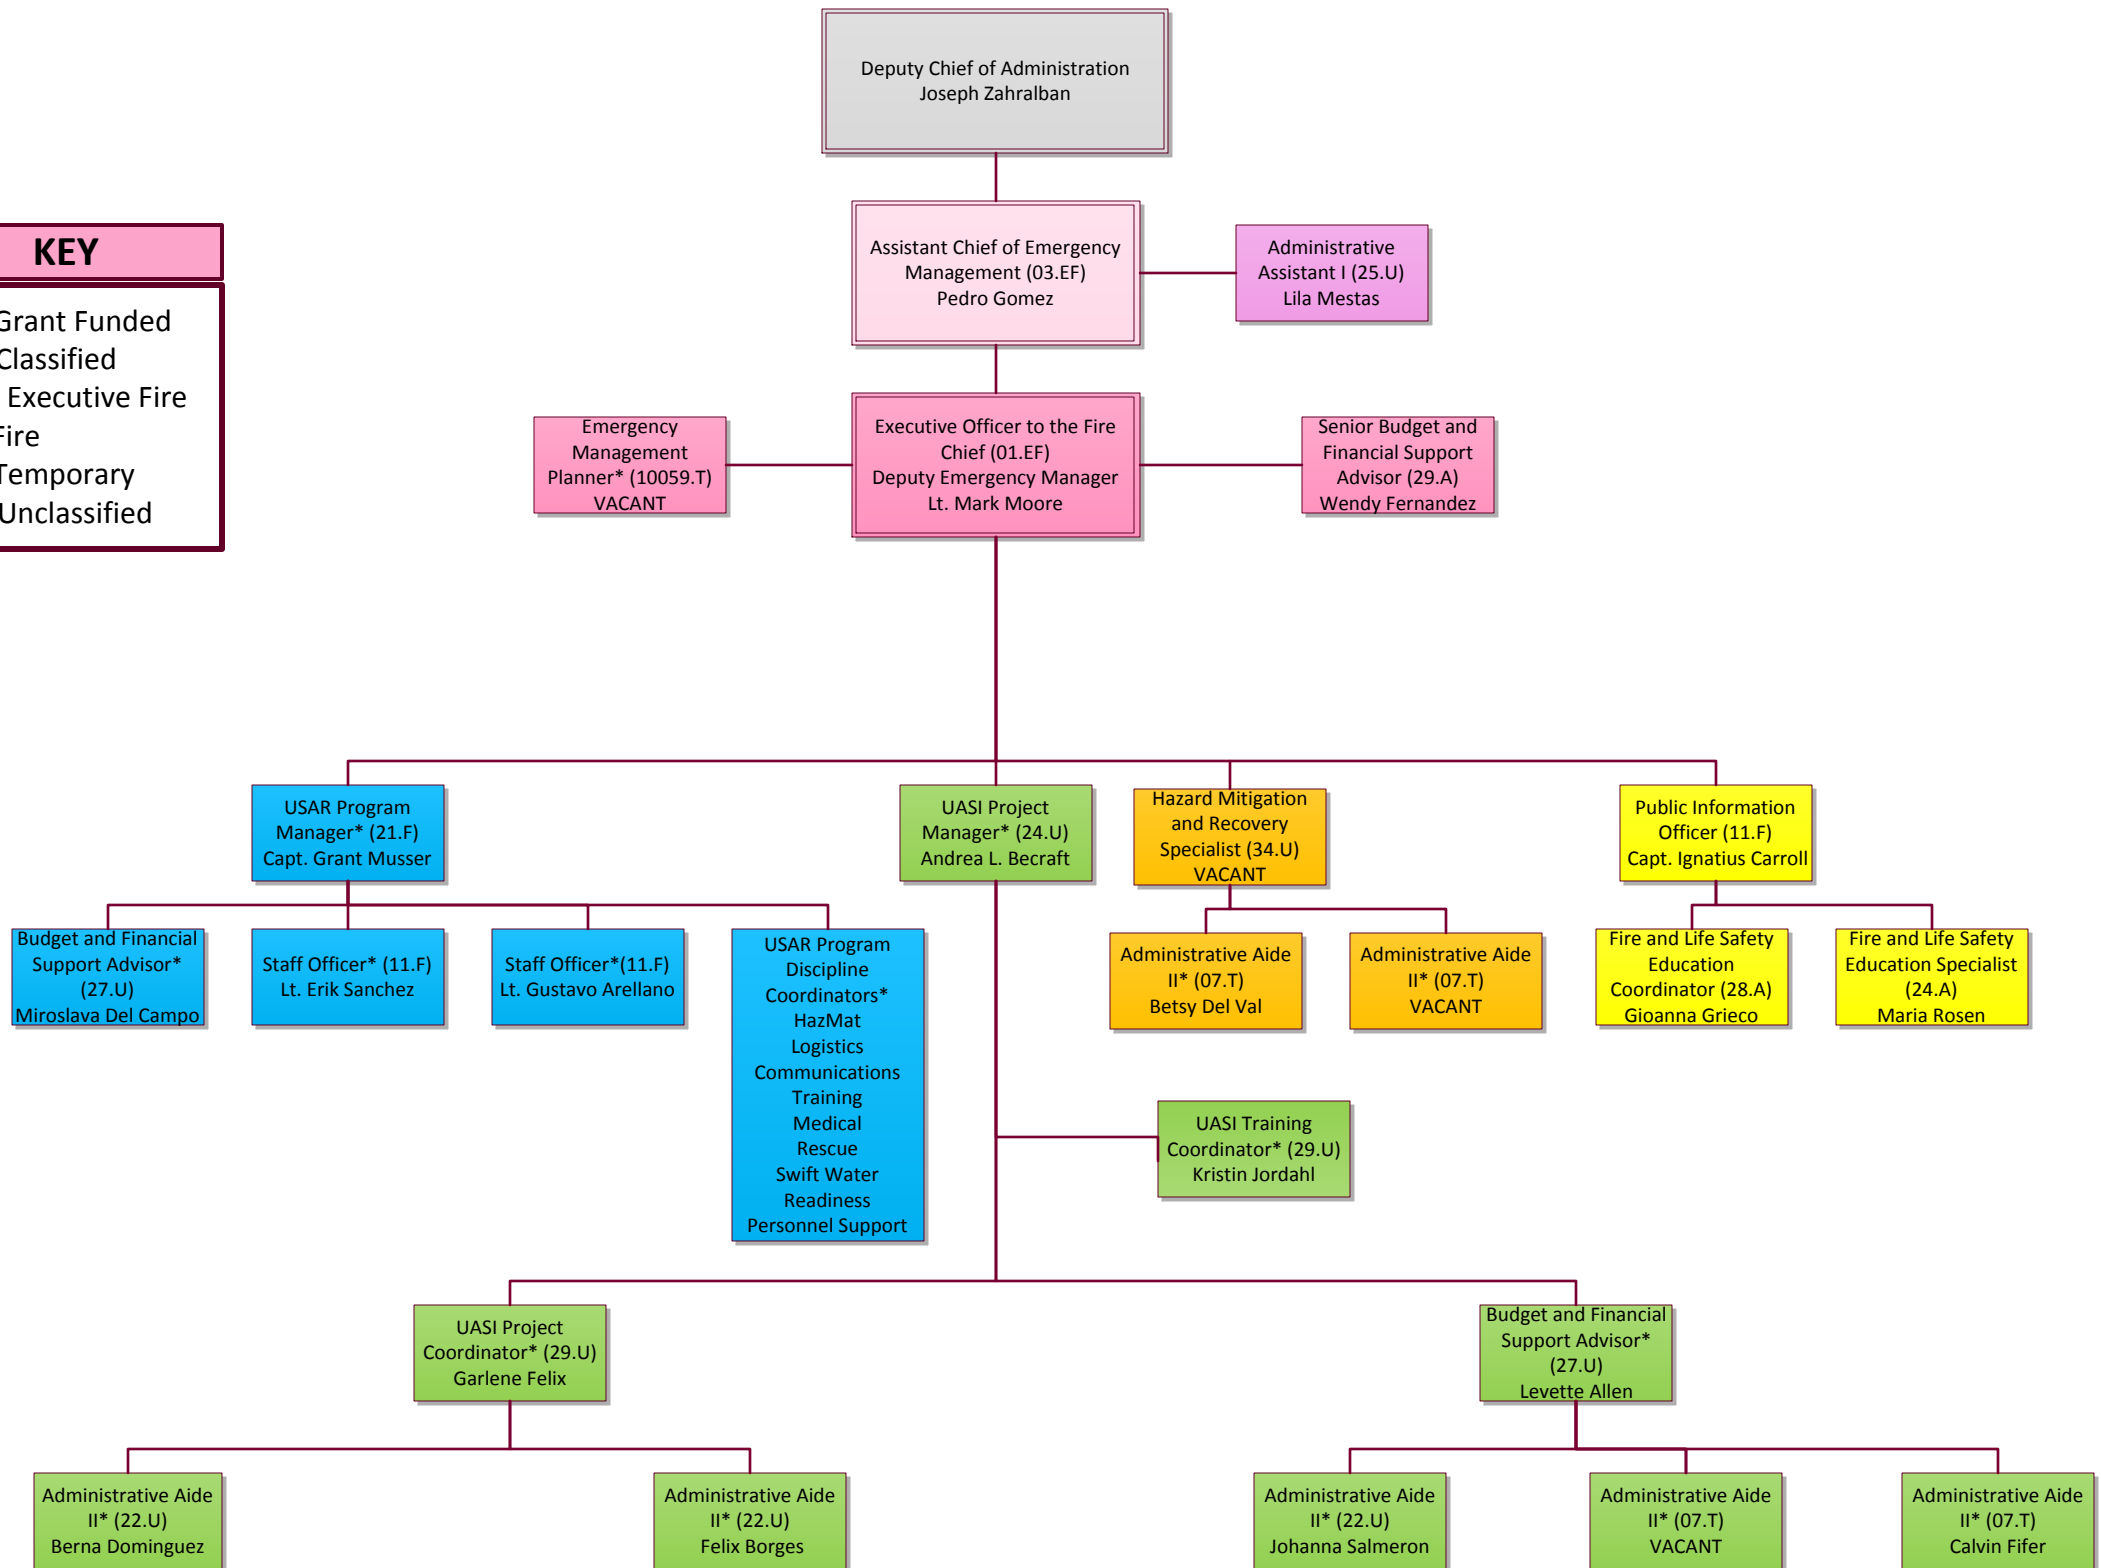 Deputy Chief of Administration
Joseph Zahralban
Assistant Chief of Emergency
Management (03.EF)
Pedro Gomez
Administrative
Assistant I (25.U)
Lila Mestas
KEY
Grant Funded
Classified
Executive Fire
Fire
Temporary
Unclassified
Emergency
Management
Planner* (10059.T)
VACANT
Executive Officer to the Fire
Chief (01.EF)
Deputy Emergency Manager
Lt. Mark Moore
Senior Budget and
Financial Support
Advisor (29.A)
Wendy Fernandez
USAR Program
Manager* (21.F)
Capt. Grant Musser
UASI Project
Manager* (24.U)
Andrea L. Becraft
Hazard Mitigation
and Recovery
Specialist (34.U)
VACANT
Public Information
Officer (11.F)
Capt. Ignatius Carroll
Budget and Financial
Support Advisor*
(27.U)
Miroslava Del Campo
Staff Officer* (11.F)
Lt. Erik Sanchez
Staff Officer*(11.F)
Lt. Gustavo Arellano
USAR Program
Discipline
Coordinators*
HazMat
Logistics
Communications
Training
Medical
Rescue
Swift Water
Readiness
Personnel Support
Administrative Aide
II* (07.T)
Betsy Del Val
Administrative Aide
II* (07.T)
VACANT
Fire and Life Safety
Education
Coordinator (28.A)
Gioanna Grieco
Fire and Life Safety
Education Specialist
(24.A)
Maria Rosen
UASI Training
Coordinator* (29.U)
Kristin Jordahl
UASI Project
Coordinator* (29.U)
Garlene Felix
Budget and Financial
Support Advisor*
(27.U)
Levette Allen
Administrative Aide
II* (22.U)
Berna Dominguez
Administrative Aide
II* (22.U)
Felix Borges
Administrative Aide
II* (22.U)
Johanna Salmeron
Administrative Aide
II* (07.T)
VACANT
Administrative Aide
II* (07.T)
Calvin Fifer